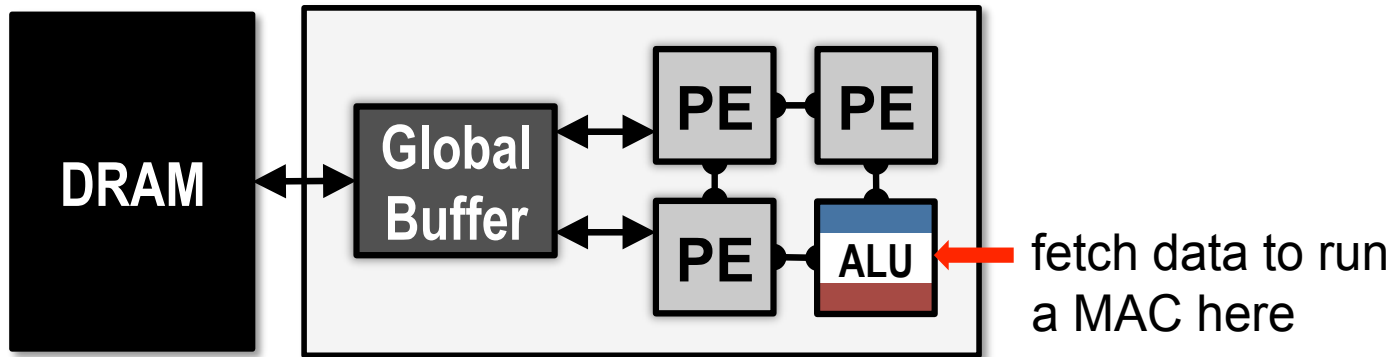 DRAM
Global
Buffer
PE
PE
PE
ALU
fetch data to run
a MAC here